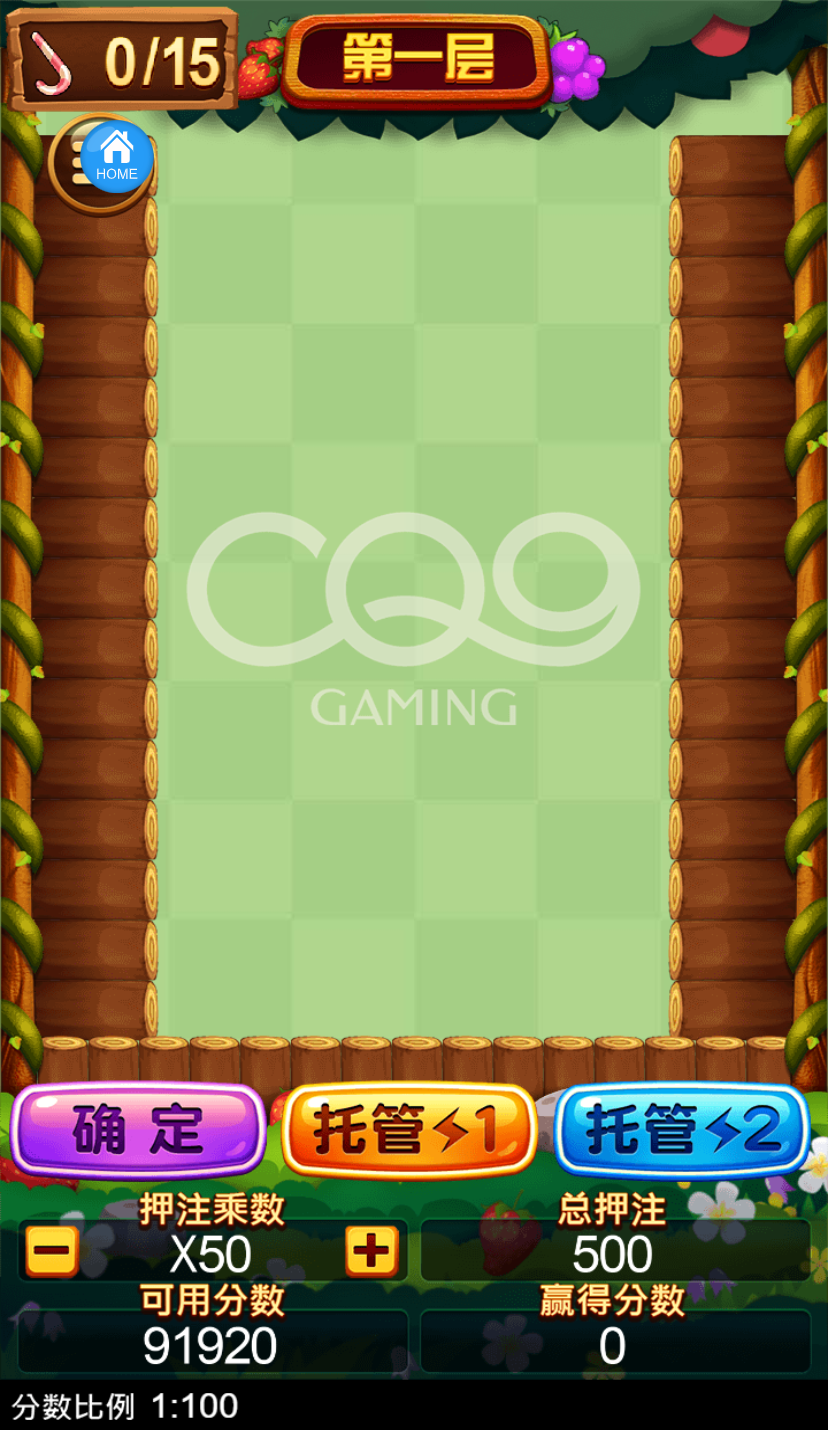 0/15
第一层
HOME
CQ9
GAMING
确定
托管 1
托管 2
押注乘数
总押注
X50
500
可用分数
赢得分数
91920
0
分数比例 1:100